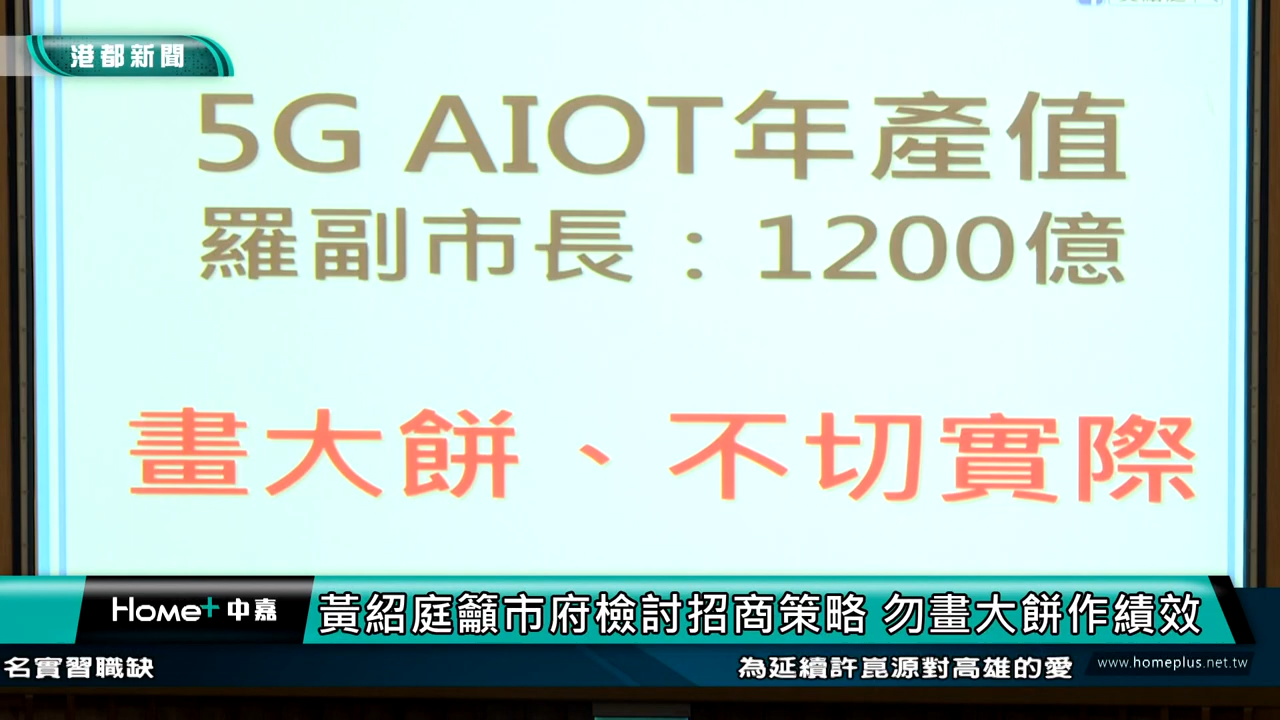 港都新聞
5G AIOT年產值
羅副市長：1200億
畫大餅、不切實際
Home+中嘉
黃紹庭籲市府檢討招商策略 勿畫大餅作績效
名實習職缺
為延續許崑源對高雄的愛
www.homeplus.net.tw